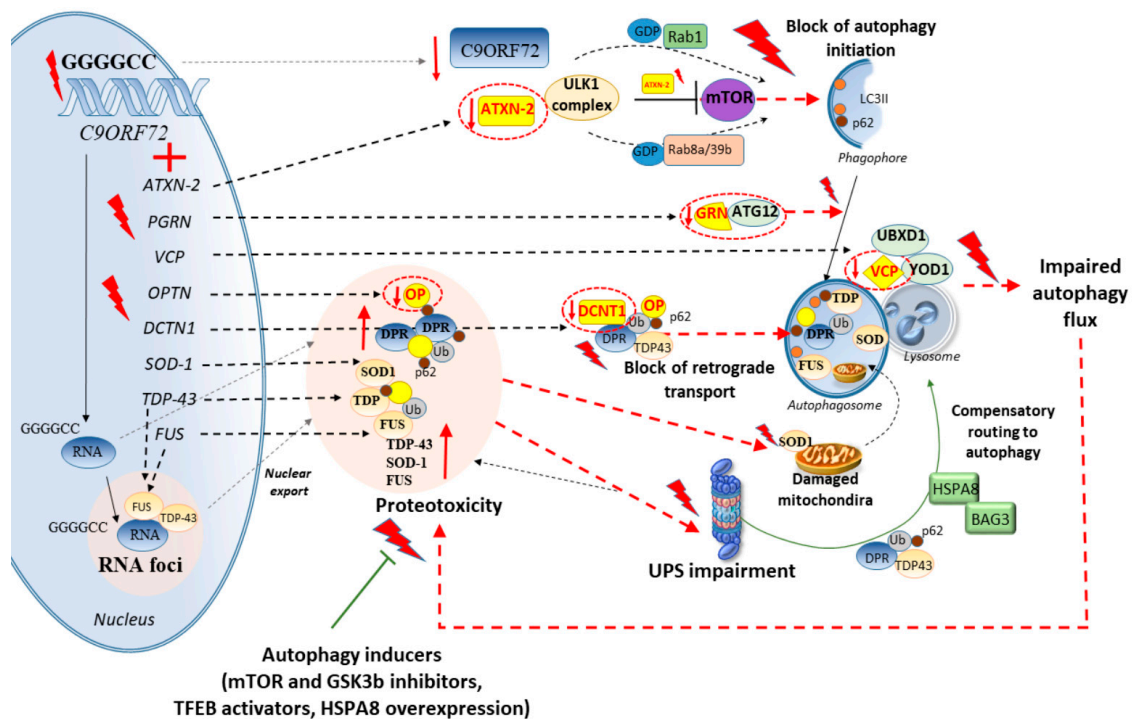 GGGGCC
C9ORF72
ATXN-2
PGRN
VCP
OPTN
DCTN1
SOD-1
TDP-43
FUS
GGGGCC
RNA
FUS
TDP-43
GGGGCC
RNA
RNA foci
Nucleus
Nuclear
export
C9ORF72
ATXN-2
ULK1
complex
GDP
Rab1
ATXN-2
mTOR
GDP
Rab8a/39b
Block of autophagy
initiation
LC3II
p62
Phagophore
GRN
ATG12
UBXD1
VCP
YOD1
Lysosome
Impaired
autophagy
flux
OP
DPR
DPR
Ub
p62
SOD1
TDP
Ub
FUS
TDP-43
SOD-1
FUS
Proteotoxicity
DCNT1
OP
Ub
p62
DPR
TDP43
Block of retrograde
transport
TDP
Ub
DPR
SOD
FUS
Autophagosome
SOD1
Damaged
mitochondira
Compensatory
routing to
autophagy
HSPA8
BAG3
p62
Ub
DPR
TDP43
UPS impairment
Autophagy inducers
(mTOR and GSK3b inhibitors,
TFEB activators, HSPA8 overexpression)